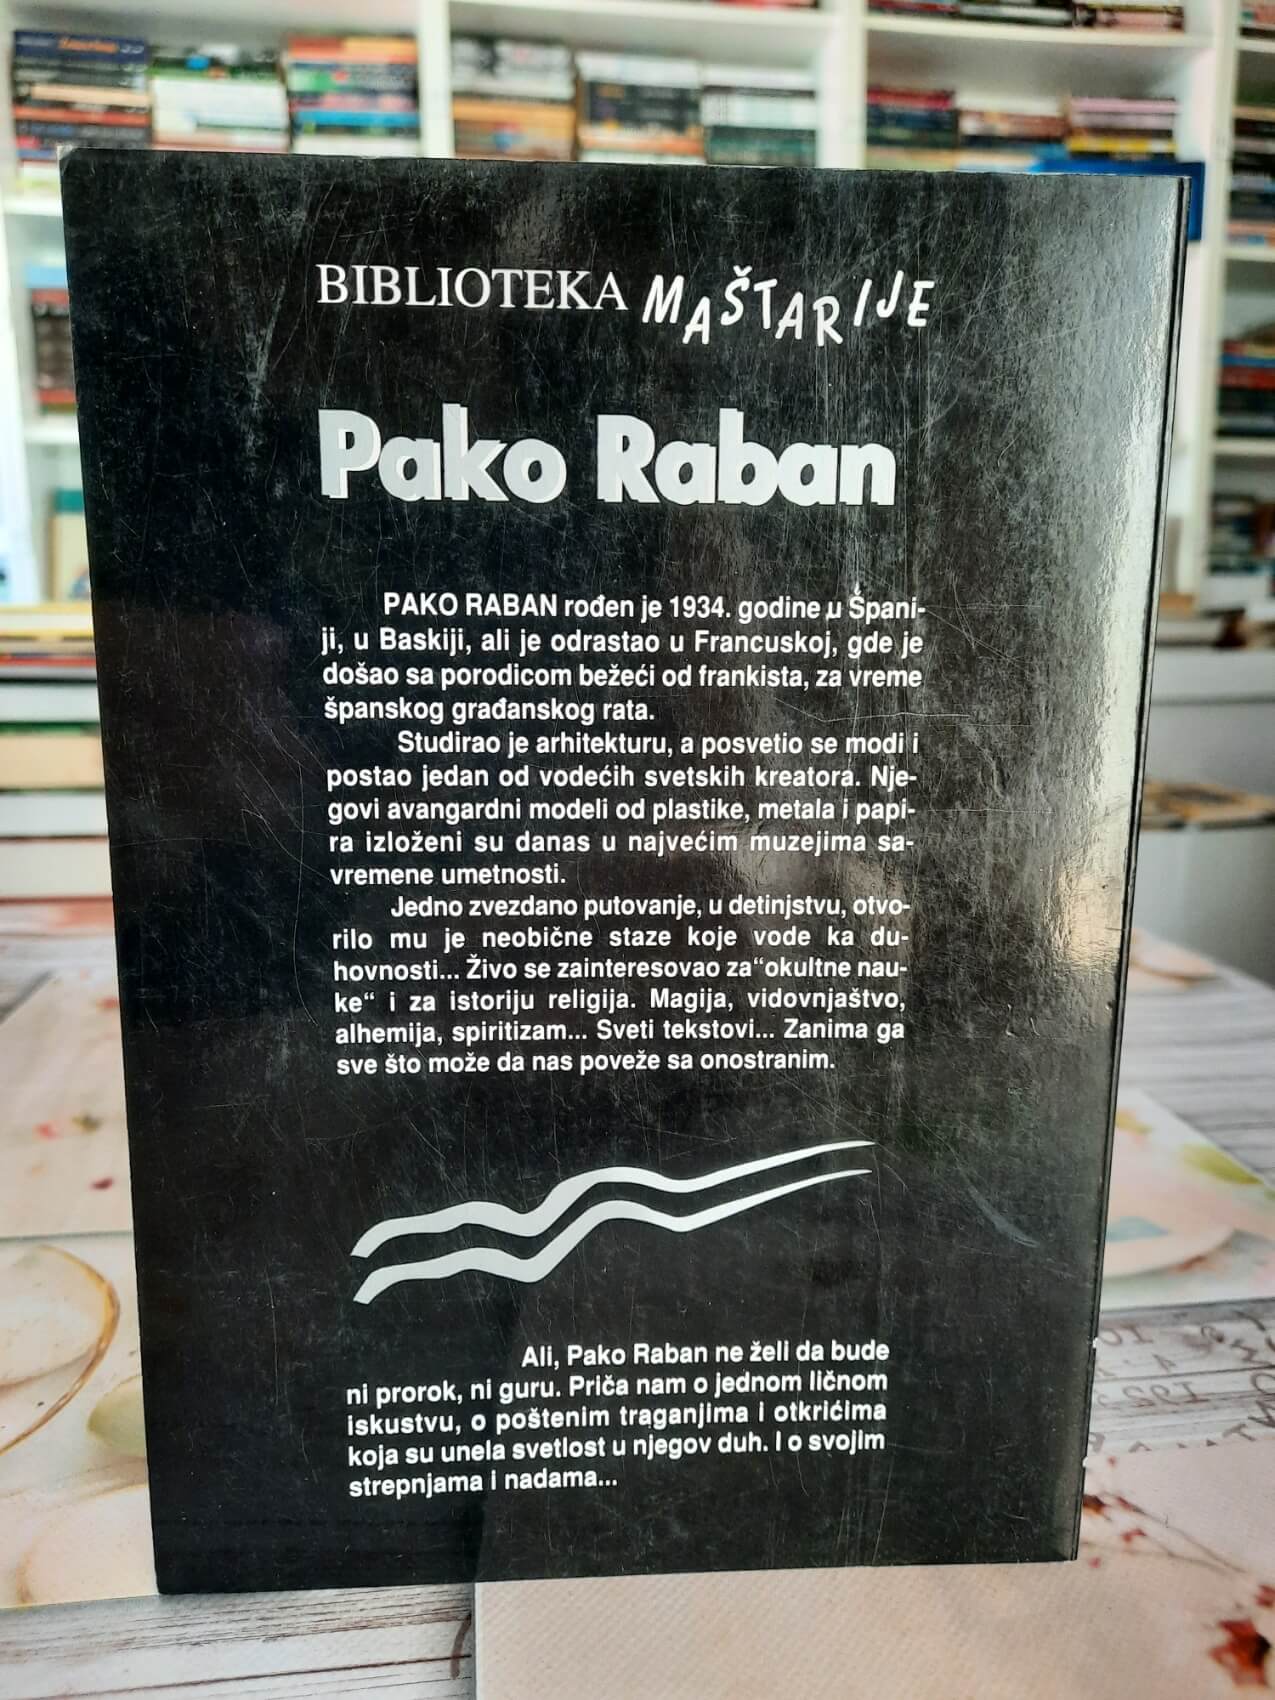 BIBLIOTEKA MAŠTARIJE
Pako Raban
PAKO RABAN rođen je 1934. godine u Špani-
ji, u Baskiji, ali je odrastao u Francuskoj, gde je
došao sa porodicom bežeći od frankista, za vreme
španskog građanskog rata.
Studirao je arhitekturu, a posvetio se modi i
postao jedan od vodećih svetskih kreatora. Nje-
govi avangardni modeli od plastike, metala i papi-
ra izloženi su danas u najvećim muzejima sa-
vremene umetnosti.
Jedno zvezdano putovanje, u detinjstvu, otvo-
rilo mu je neobične staze koje vode ka du-
hovnosti... Živo se zainteresovao za“okultne nau-
ke“ i za istoriju religija. Magija, vidovnjaštvo,
alhemija, spiritizam... Sveti tekstovi... Zanima ga
sve što može da nas poveže sa onostranim.
Ali, Pako Raban ne želi da bude
ni prorok, ni guru. Priča nam o jednom ličnom
iskustvu, o poštenim traganjima i otkrićima
koja su unela svetlost u njegov duh. I o svojim
strepnjama i nadama...